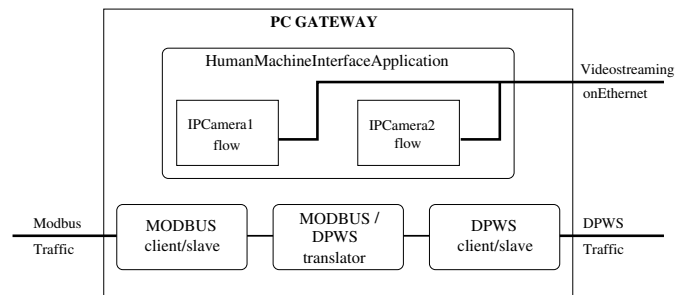 PC GATEWAY
HumanMachineInterfaceApplication
Videostreaming
onEthernet
IPCamera1
flow
IPCamera2
flow
Modbus
Traffic
MODBUS
client/slave
MODBUS /
DPWS
translator
DPWS
client/slave
DPWS
Traffic